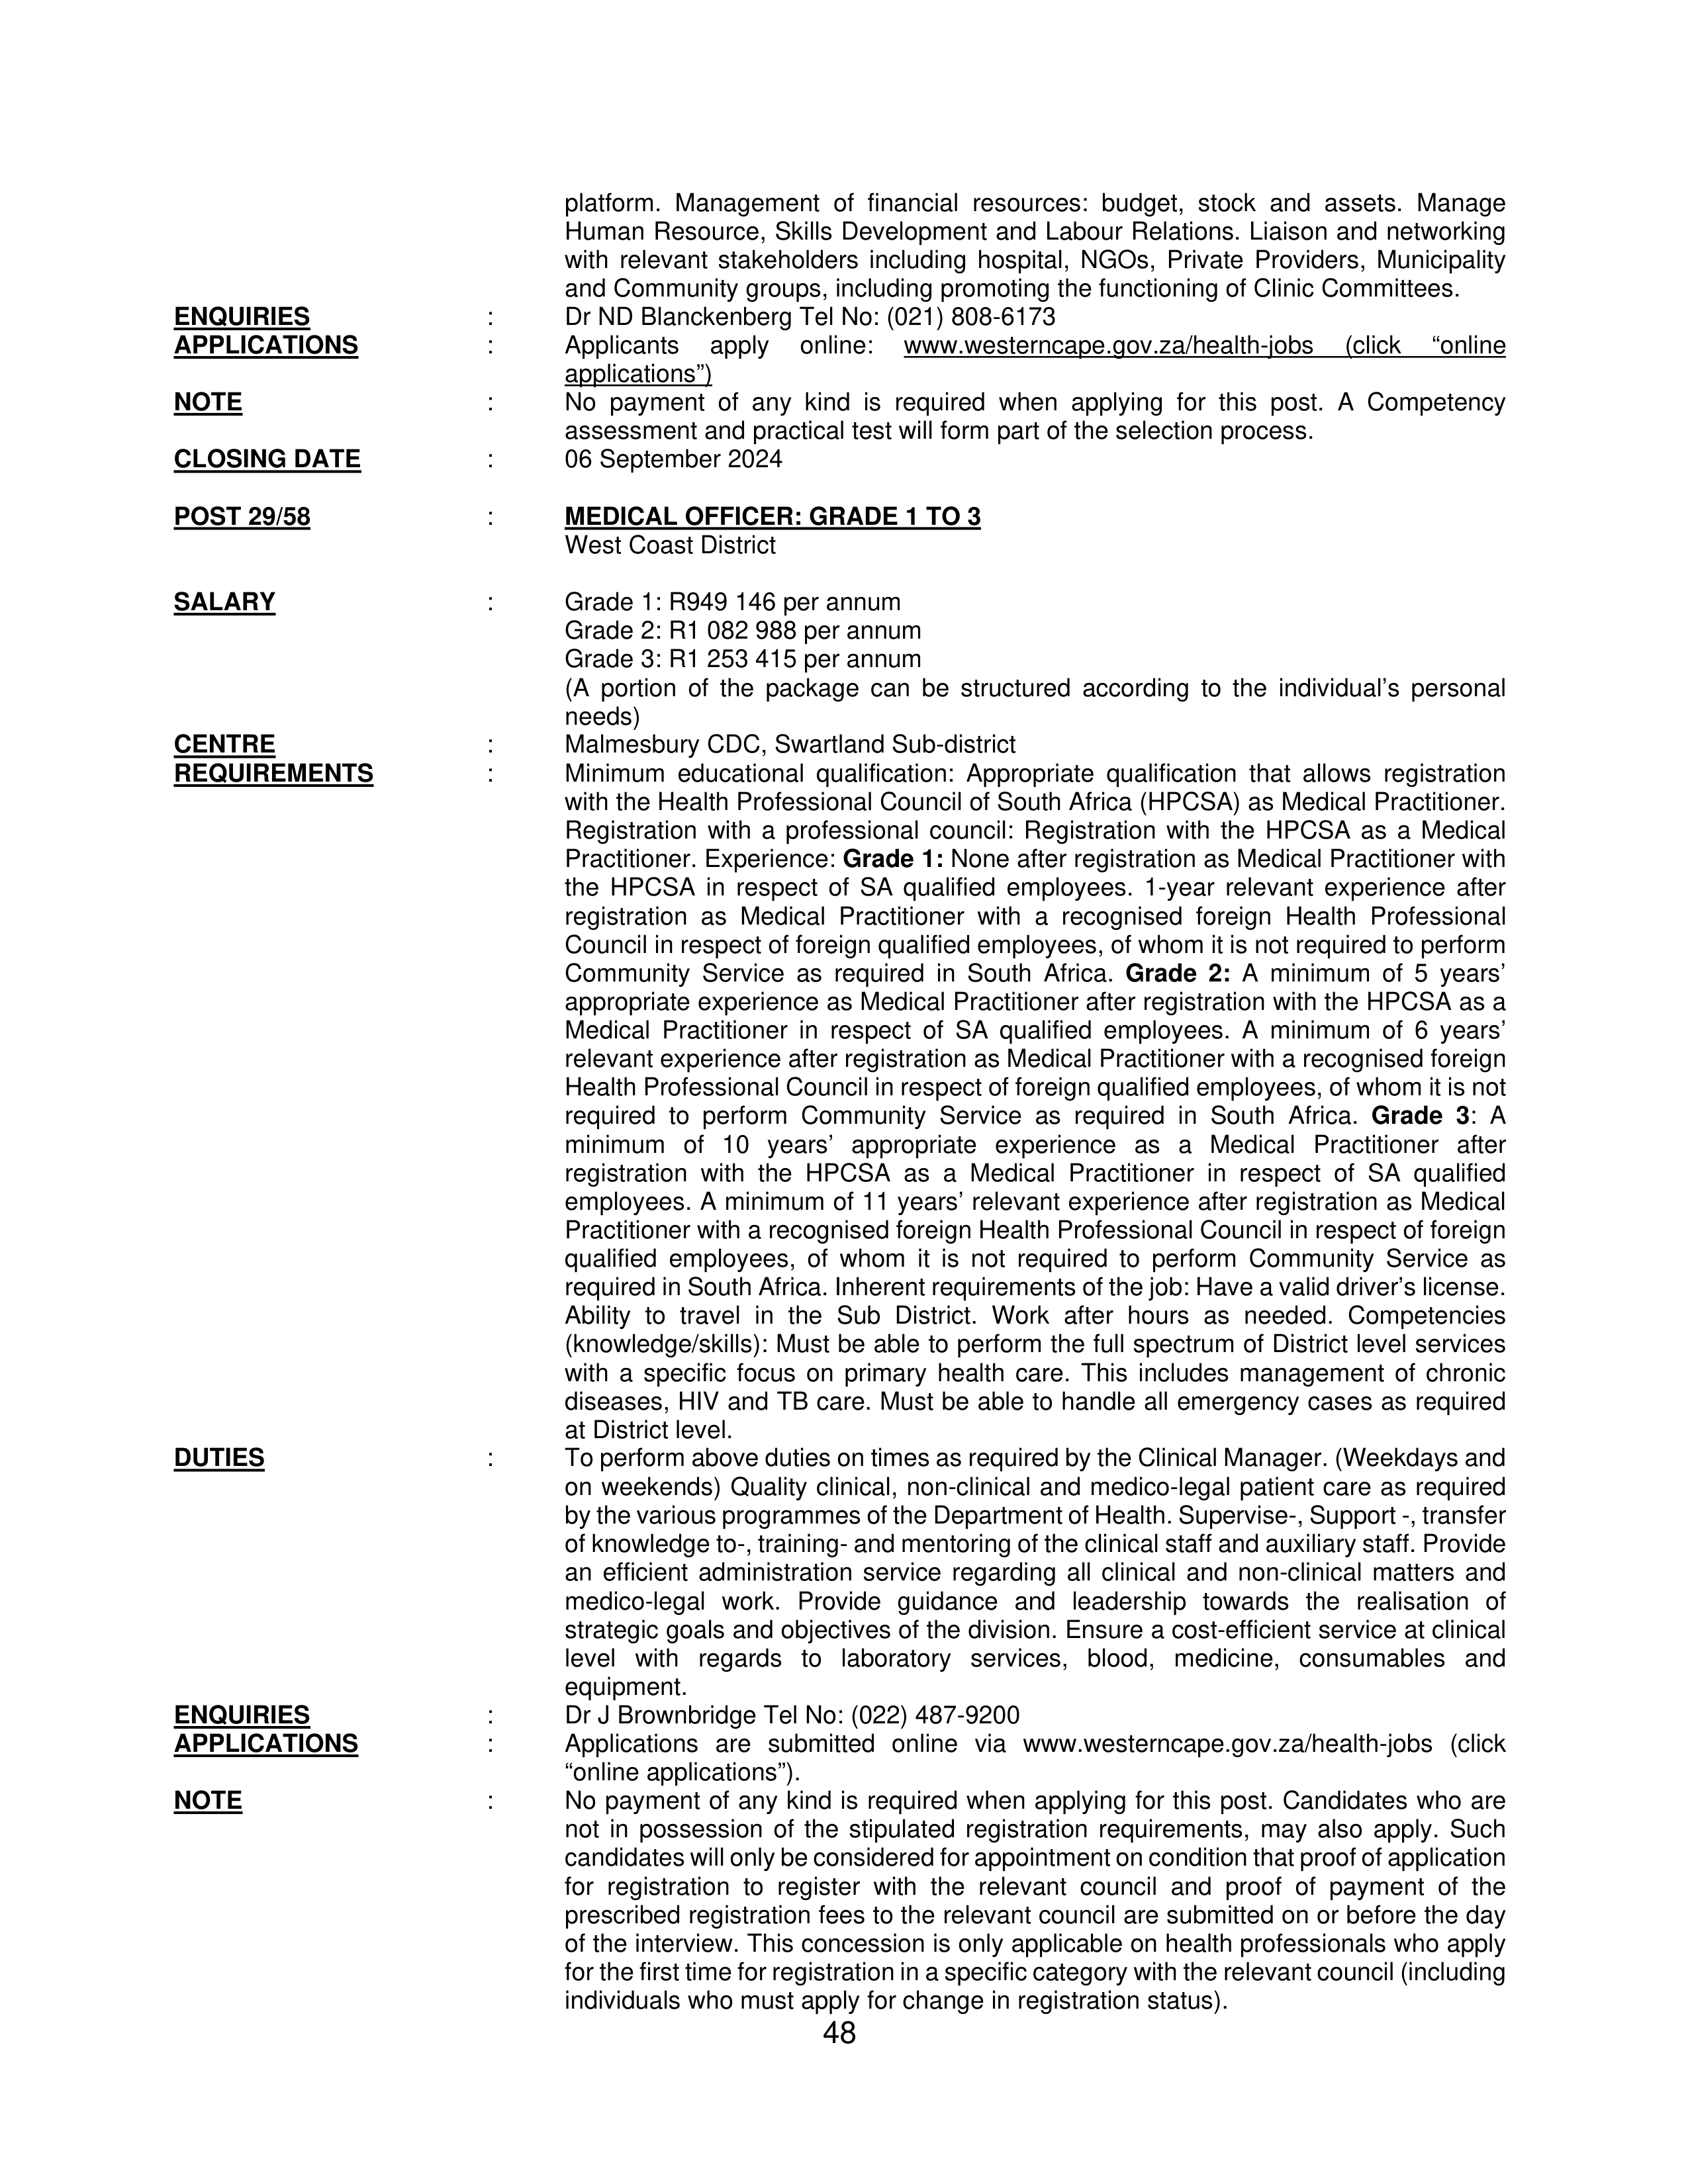 platform. Management of financial resources: budget, stock and assets. Manage
Human Resource, Skills Development and Labour Relations. Liaison and networking
with relevant stakeholders including hospital, NGOs, Private Providers, Municipality
and Community groups, including promoting the functioning of Clinic Committees.
ENQUIRIES : Dr ND Blanckenberg Tel No: (021) 808-6173
APPLICATIONS : Applicants apply online: www.westerncape.gov.za/health-jobs (click “online
applications”)
NOTE : No payment of any kind is required when applying for this post. A Competency
assessment and practical test will form part of the selection process.
CLOSING DATE : 06 September 2024
POST 29/58 : MEDICAL OFFICER: GRADE 1 TO 3
West Coast District
SALARY : Grade 1: R949 146 per annum
Grade 2: R1 082 988 per annum
Grade 3: R1 253 415 per annum
(A portion of the package can be structured according to the individual’s personal
needs)
CENTRE : Malmesbury CDC, Swartland Sub-district
REQUIREMENTS : Minimum educational qualification: Appropriate qualification that allows registration
with the Health Professional Council of South Africa (HPCSA) as Medical Practitioner.
Registration with a professional council: Registration with the HPCSA as a Medical
Practitioner. Experience: Grade 1: None after registration as Medical Practitioner with
the HPCSA in respect of SA qualified employees. 1-year relevant experience after
registration as Medical Practitioner with a recognised foreign Health Professional
Council in respect of foreign qualified employees, of whom it is not required to perform
Community Service as required in South Africa. Grade 2: A minimum of 5 years’
appropriate experience as Medical Practitioner after registration with the HPCSA as a
Medical Practitioner in respect of SA qualified employees. A minimum of 6 years’
relevant experience after registration as Medical Practitioner with a recognised foreign
Health Professional Council in respect of foreign qualified employees, of whom it is not
required to perform Community Service as required in South Africa. Grade 3: A
minimum of 10 years’ appropriate experience as a Medical Practitioner after
registration with the HPCSA as a Medical Practitioner in respect of SA qualified
employees. A minimum of 11 years’ relevant experience after registration as Medical
Practitioner with a recognised foreign Health Professional Council in respect of foreign
qualified employees, of whom it is not required to perform Community Service as
required in South Africa. Inherent requirements of the job: Have a valid driver’s license.
Ability to travel in the Sub District. Work after hours as needed. Competencies
(knowledge/skills): Must be able to perform the full spectrum of District level services
with a specific focus on primary health care. This includes management of chronic
diseases, HIV and TB care. Must be able to handle all emergency cases as required
at District level.
DUTIES : To perform above duties on times as required by the Clinical Manager. (Weekdays and
on weekends) Quality clinical, non-clinical and medico-legal patient care as required
by the various programmes of the Department of Health. Supervise-, Support -, transfer
of knowledge to-, training- and mentoring of the clinical staff and auxiliary staff. Provide
an efficient administration service regarding all clinical and non-clinical matters and
medico-legal work. Provide guidance and leadership towards the realisation of
strategic goals and objectives of the division. Ensure a cost-efficient service at clinical
level with regards to laboratory services, blood, medicine, consumables and
equipment.
ENQUIRIES : Dr J Brownbridge Tel No: (022) 487-9200
APPLICATIONS : Applications are submitted online via www.westerncape.gov.za/health-jobs (click
“online applications”).
NOTE : No payment of any kind is required when applying for this post. Candidates who are
not in possession of the stipulated registration requirements, may also apply. Such
candidates will only be considered for appointment on condition that proof of application
for registration to register with the relevant council and proof of payment of the
prescribed registration fees to the relevant council are submitted on or before the day
of the interview. This concession is only applicable on health professionals who apply
for the first time for registration in a specific category with the relevant council (including
individuals who must apply for change in registration status).
48